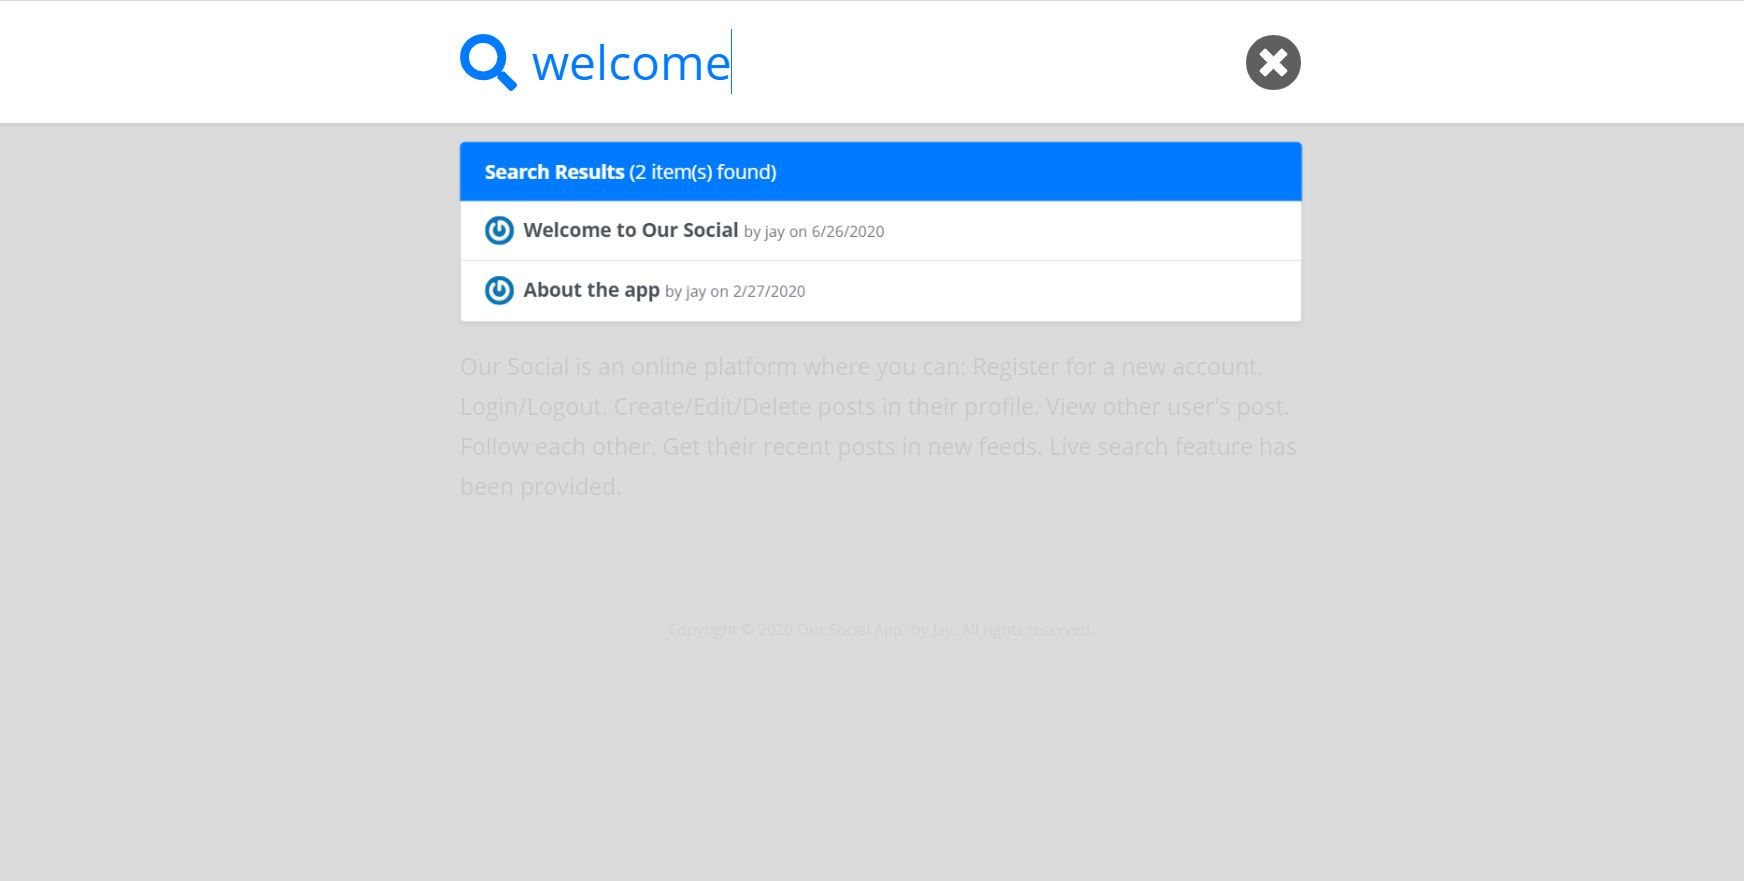 welcome
Search Results (2 item(s) found)
Welcome to Our Social by jay on 6/26/2020
About the app by jay on 2/27/2020
Our Social is an online platform where you can: Register for a new account.
Login/Logout. Create/Edit/Delete posts in their profile. View other user's post.
Follow each other. Get their recent posts in new feeds. Live search feature has
been provided.
Copyright © 2020 Our Social App -by Jay. All rights reserved.